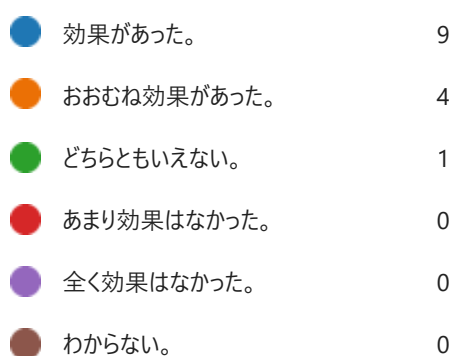 効果があった。 9
おおむね効果があった。 4
どちらともいえない。 1
あまり効果はなかった。 0
全く効果はなかった。 0
わからない。 0